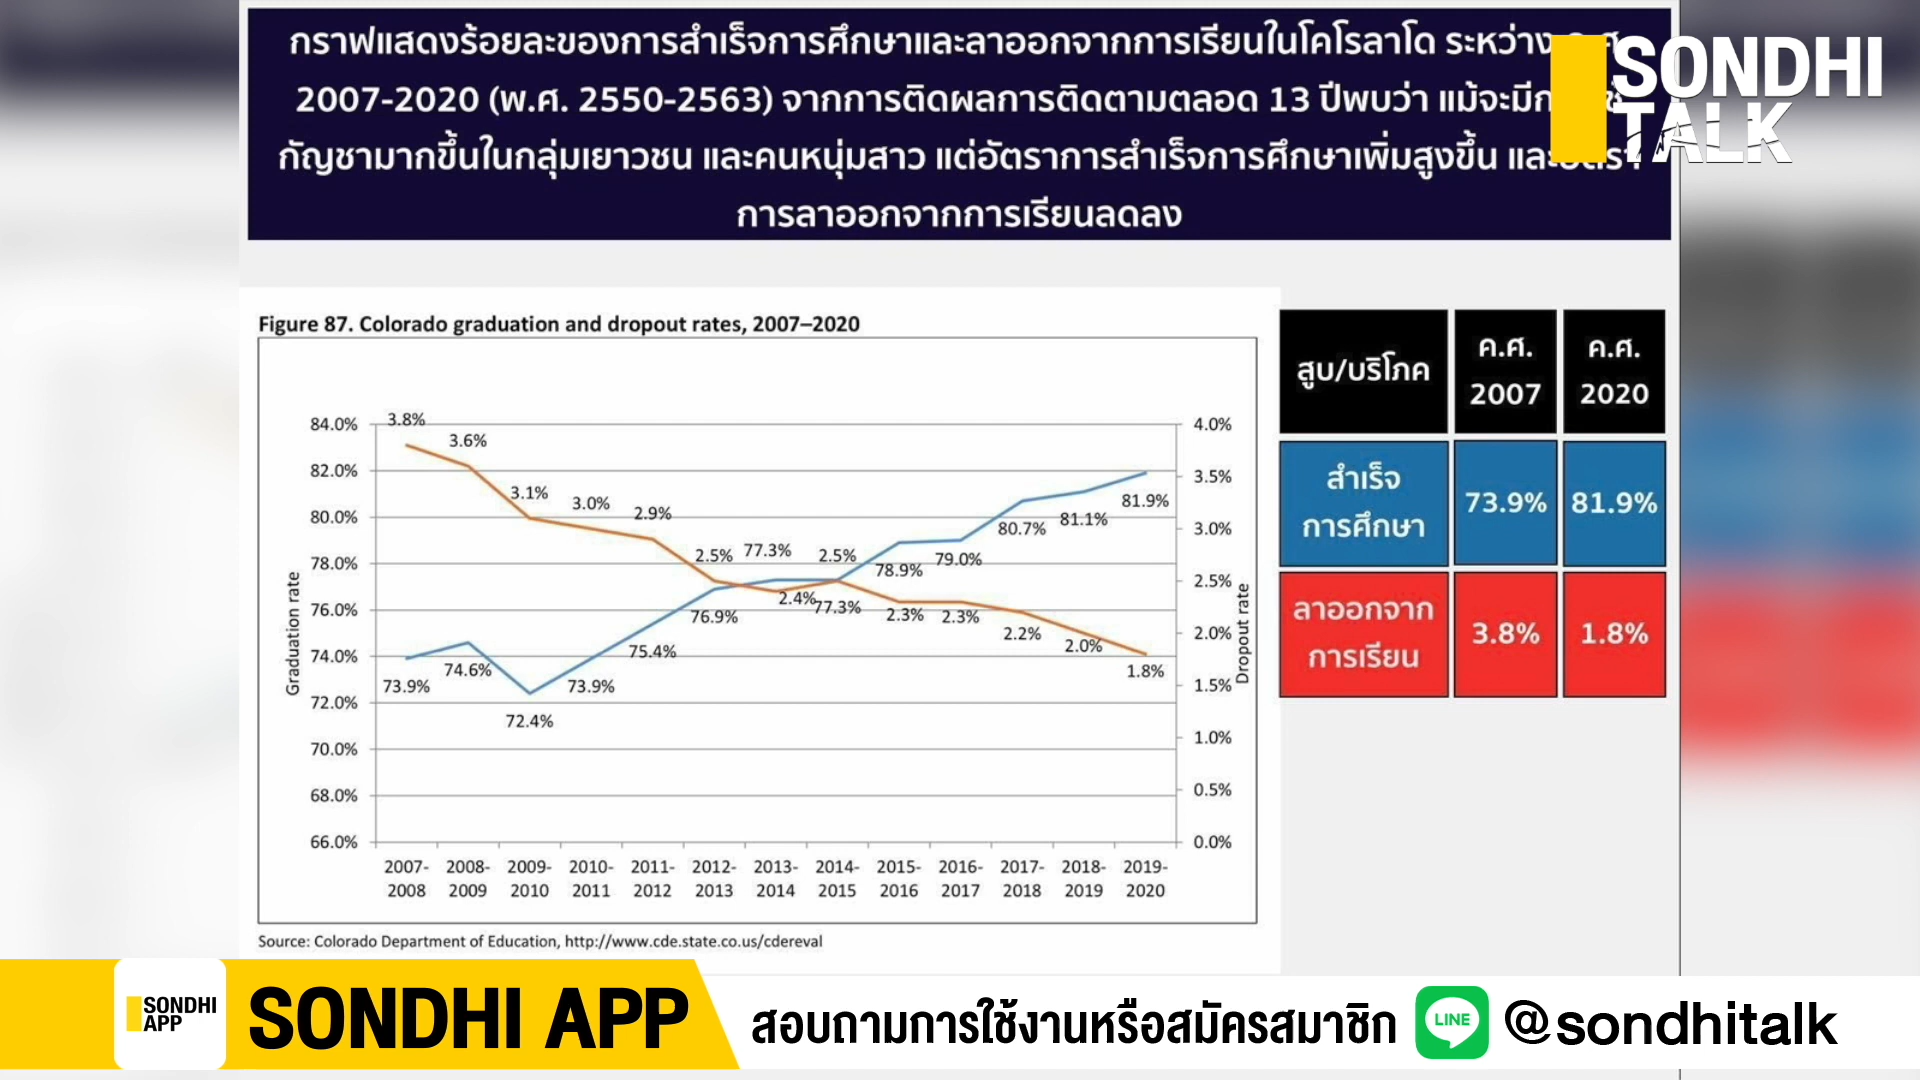 กราฟแสดงร้อยละของการสำเร็จการศึกษาและลาออกจากการเรียนในโคโรลาโด ระหว่าง
2007-2020 (พ.ศ. 2550-2563) จากการติดผลการติดตามตลอด 13 ปีพบว่า แม้จะมี
กัญชามากขึ้นในกลุ่มเยาวชน และคนหนุ่มสาว แต่อัตราการสำเร็จการศึกษาเพิ่มสูงขึ้น และ
การลาออกจากการเรียนลดลง
SONDHI
TALK
Figure 87. Colorado graduation and dropout rates, 2007–2020
Graduation rate
84.0%
82.0%
80.0%
78.0%
76.0%
74.0%
72.0%
70.0%
68.0%
66.0%
3.8%
3.6%
3.1%
3.0%
2.9%
2.5%
2.4%
2.5%
2.3%
2.3%
2.2%
2.0%
1.8%
73.9%
74.6%
72.4%
73.9%
75.4%
76.9%
77.3%
77.3%
78.9%
79.0%
80.7%
81.1%
81.9%
4.0%
3.5%
3.0%
2.5%
2.0%
1.5%
1.0%
0.5%
0.0%
Dropout rate
2007- 2008- 2009- 2010- 2011- 2012- 2013- 2014- 2015- 2016- 2017- 2018- 2019-
2008 2009 2010 2011 2012 2013 2014 2015 2016 2017 2018 2019 2020
Source: Colorado Department of Education, http://www.cde.state.co.us/cdereval
สูบ/บริโภค
ค.ศ.
2007
ค.ศ.
2020
สำเร็จ
การศึกษา
73.9%
81.9%
ลาออกจาก
การเรียน
3.8%
1.8%
SONDHI
APP
SONDHI APP
สอบถามการใช้งานหรือสมัครสมาชิก
LINE
@sondhitalk